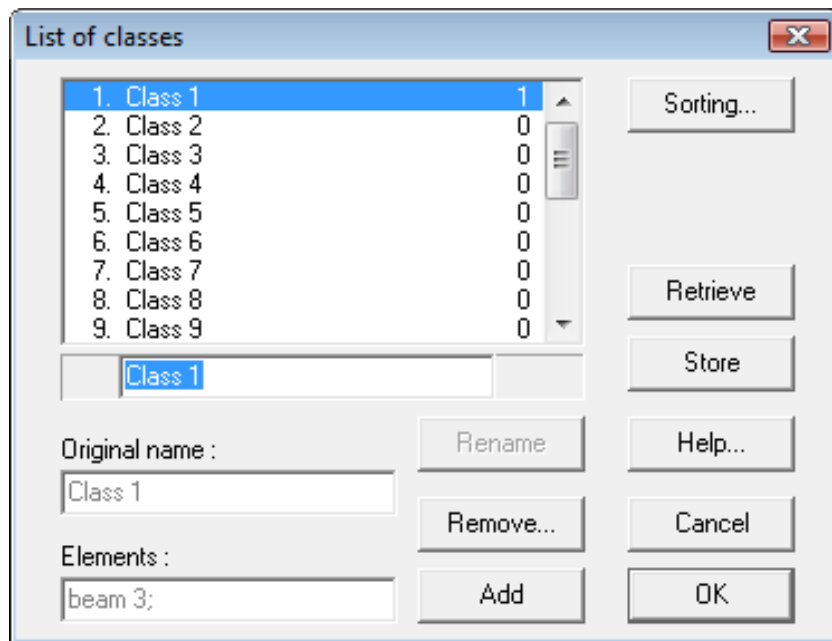 List of classes
1. Class 1 1
2. Class 2 0
3. Class 3 0
4. Class 4 0
5. Class 5 0
6. Class 6 0
7. Class 7 0
8. Class 8 0
9. Class 9 0
Class 1
Sorting...
Retrieve
Store
Original name :
Class 1
Rename
Help...
Remove...
Cancel
Elements :
beam 3;
Add
OK